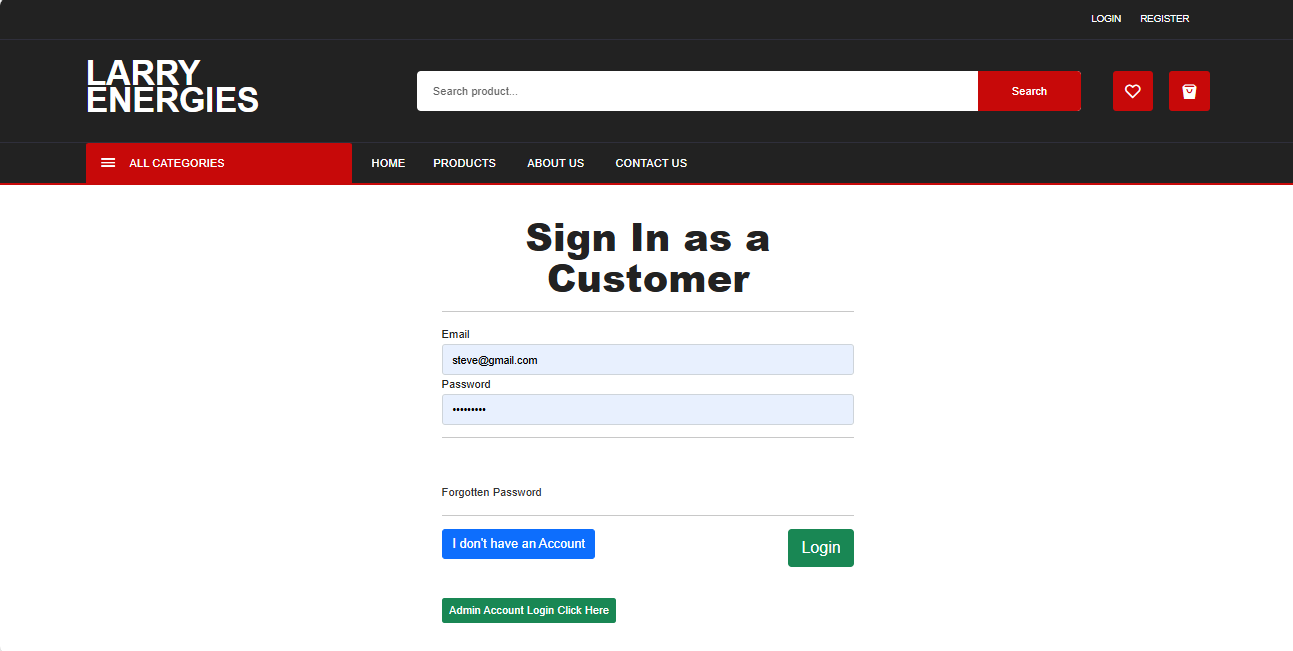 LOGIN REGISTER
LARRY
ENERGIES
Search product...
Search
ALL CATEGORIES
HOME PRODUCTS ABOUT US CONTACT US
Sign In as a
Customer
Email
steve@gmail.com
Password
•••••••••
Forgotten Password
I don't have an Account
Login
Admin Account Login Click Here